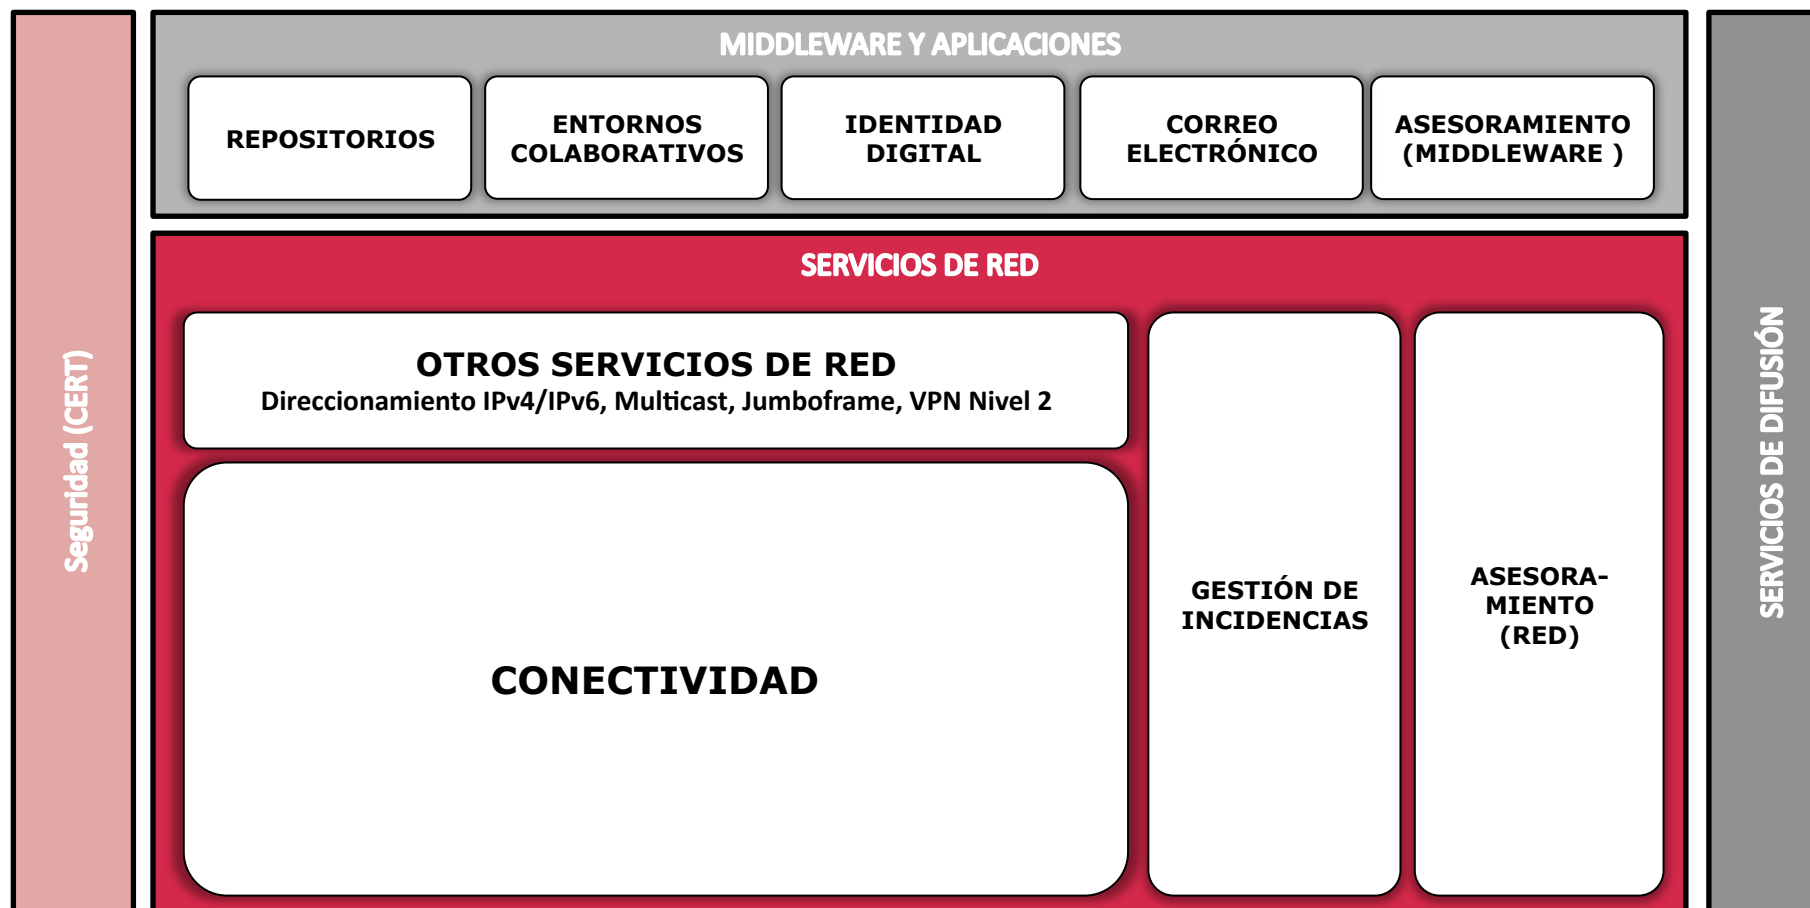 Seguridad (CERT)
MIDDLEWARE Y APLICACIONES
REPOSITORIOS
ENTORNOS
COLABORATIVOS
IDENTIDAD
DIGITAL
CORREO
ELECTRÓNICO
ASESORAMIENTO
(MIDDLEWARE )
SERVICIOS DE RED
OTROS SERVICIOS DE RED
Direccionamiento IPv4/IPv6, Multicast, Jumboframe, VPN Nivel 2
CONECTIVIDAD
GESTIÓN DE
INCIDENCIAS
ASESORA-
MIENTO
(RED)
SERVICIOS DE DIFUSIÓN